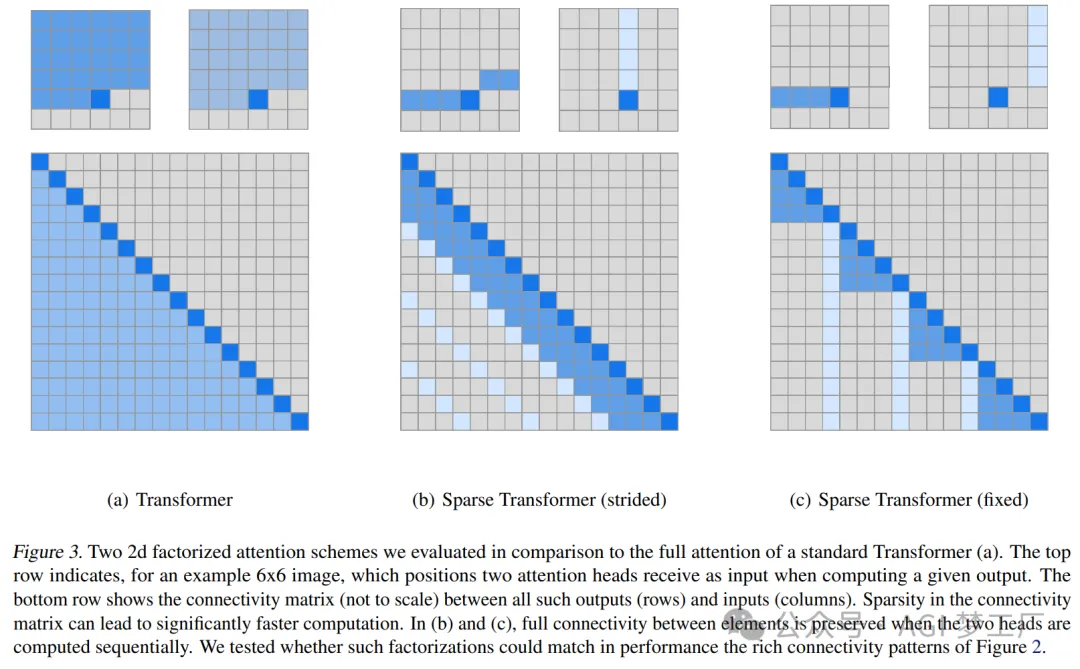 (a) Transformer
(b) Sparse Transformer (strided)
(c) Sparse Transformer (fixed)
Figure 3. Two 2d factorized attention schemes we evaluated in comparison to the full attention of a standard Transformer (a). The top
row indicates, for an example 6x6 image, which positions two attention heads receive as input when computing a given output. The
bottom row shows the connectivity matrix (not to scale) between all such outputs (rows) and inputs (columns). Sparsity in the connectivity
matrix can lead to significantly faster computation. In (b) and (c), full connectivity between elements is preserved when the two heads are
computed sequentially. We tested whether such factorizations could match in performance the rich connectivity patterns of Figure 2.
公众号 · AGI梦工厂